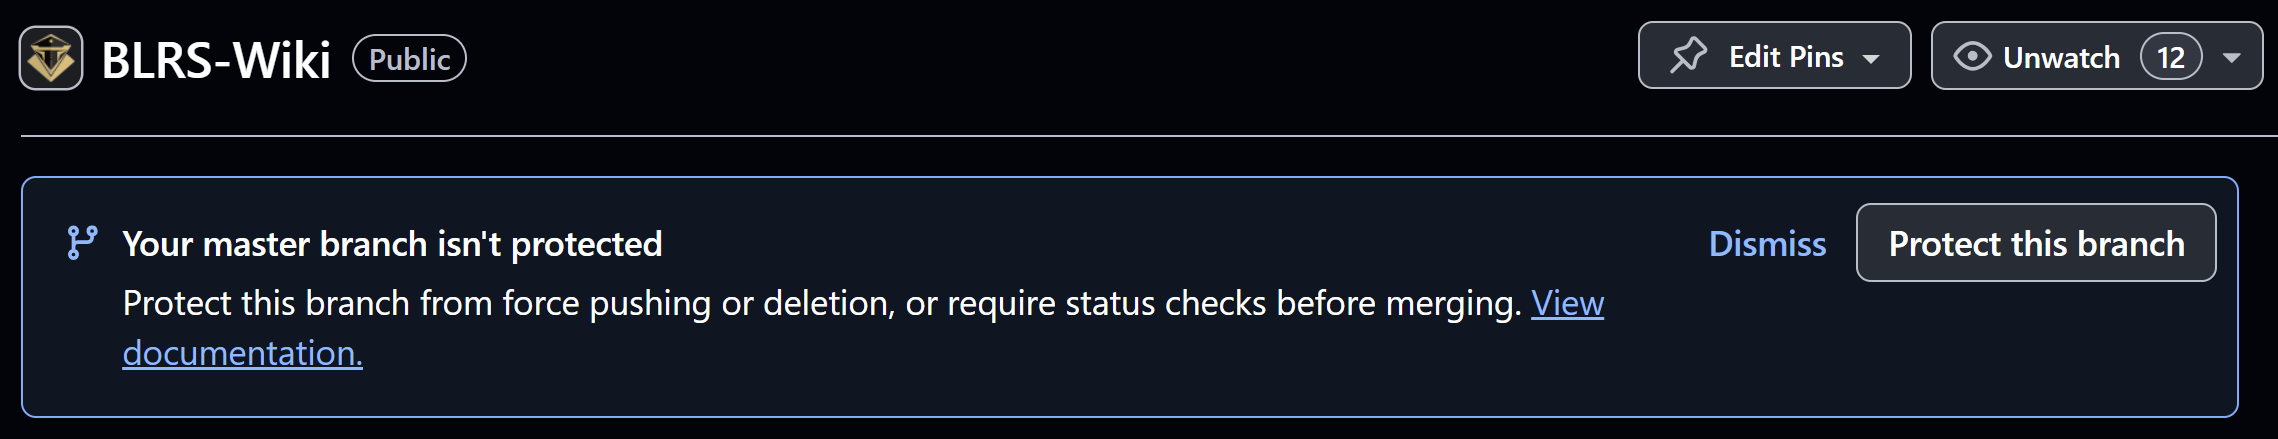 BLRS-Wiki Public Edit Pins Unwatch 12
Your master branch isn't protected Dismiss Protect this branch
Protect this branch from force pushing or deletion, or require status checks before merging. View
documentation.